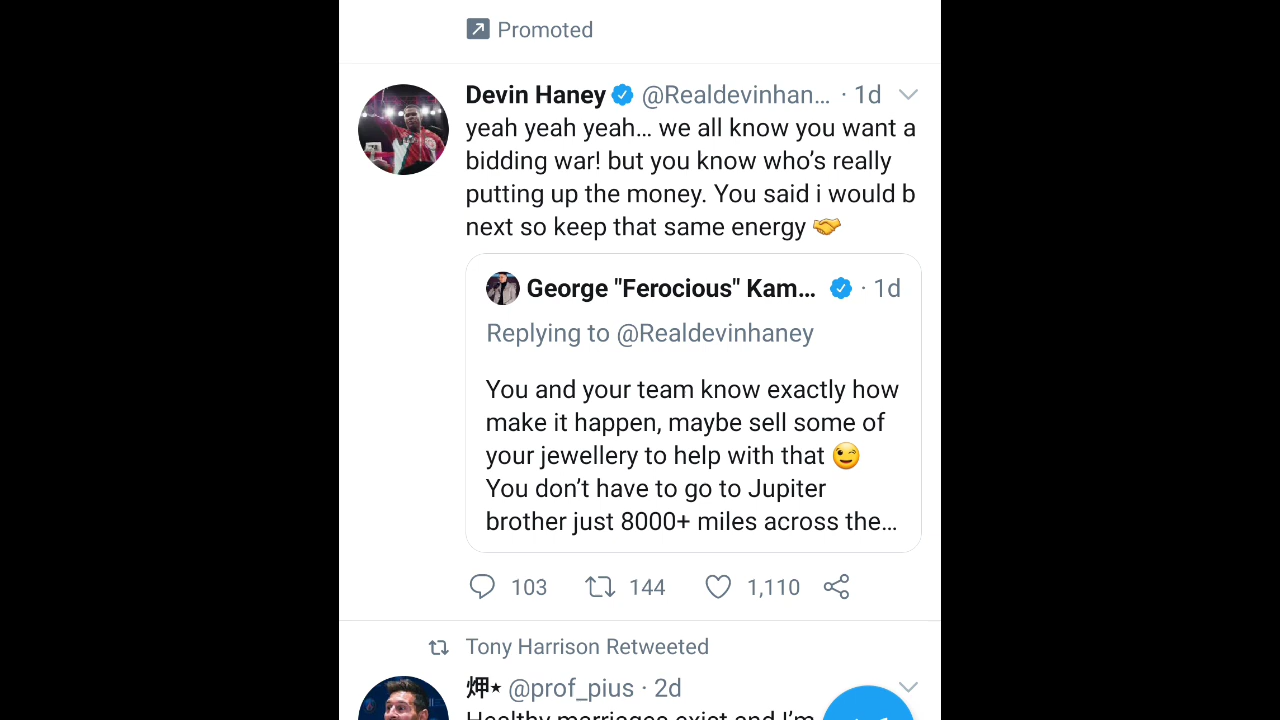 Promoted
Devin Haney @Realdevinhan... · 1d
yeah yeah yeah... we all know you want a
bidding war! but you know who's really
putting up the money. You said i would b
next so keep that same energy 🤝
George "Ferocious" Kam... · 1d
Replying to @Realdevinhaney
You and your team know exactly how
make it happen, maybe sell some of
your jewellery to help with that 😉
You don't have to go to Jupiter
brother just 8000+ miles across the...
103 144 1,110
Tony Harrison Retweeted
@prof_pius · 2d
Healthy marriages exist and I'm